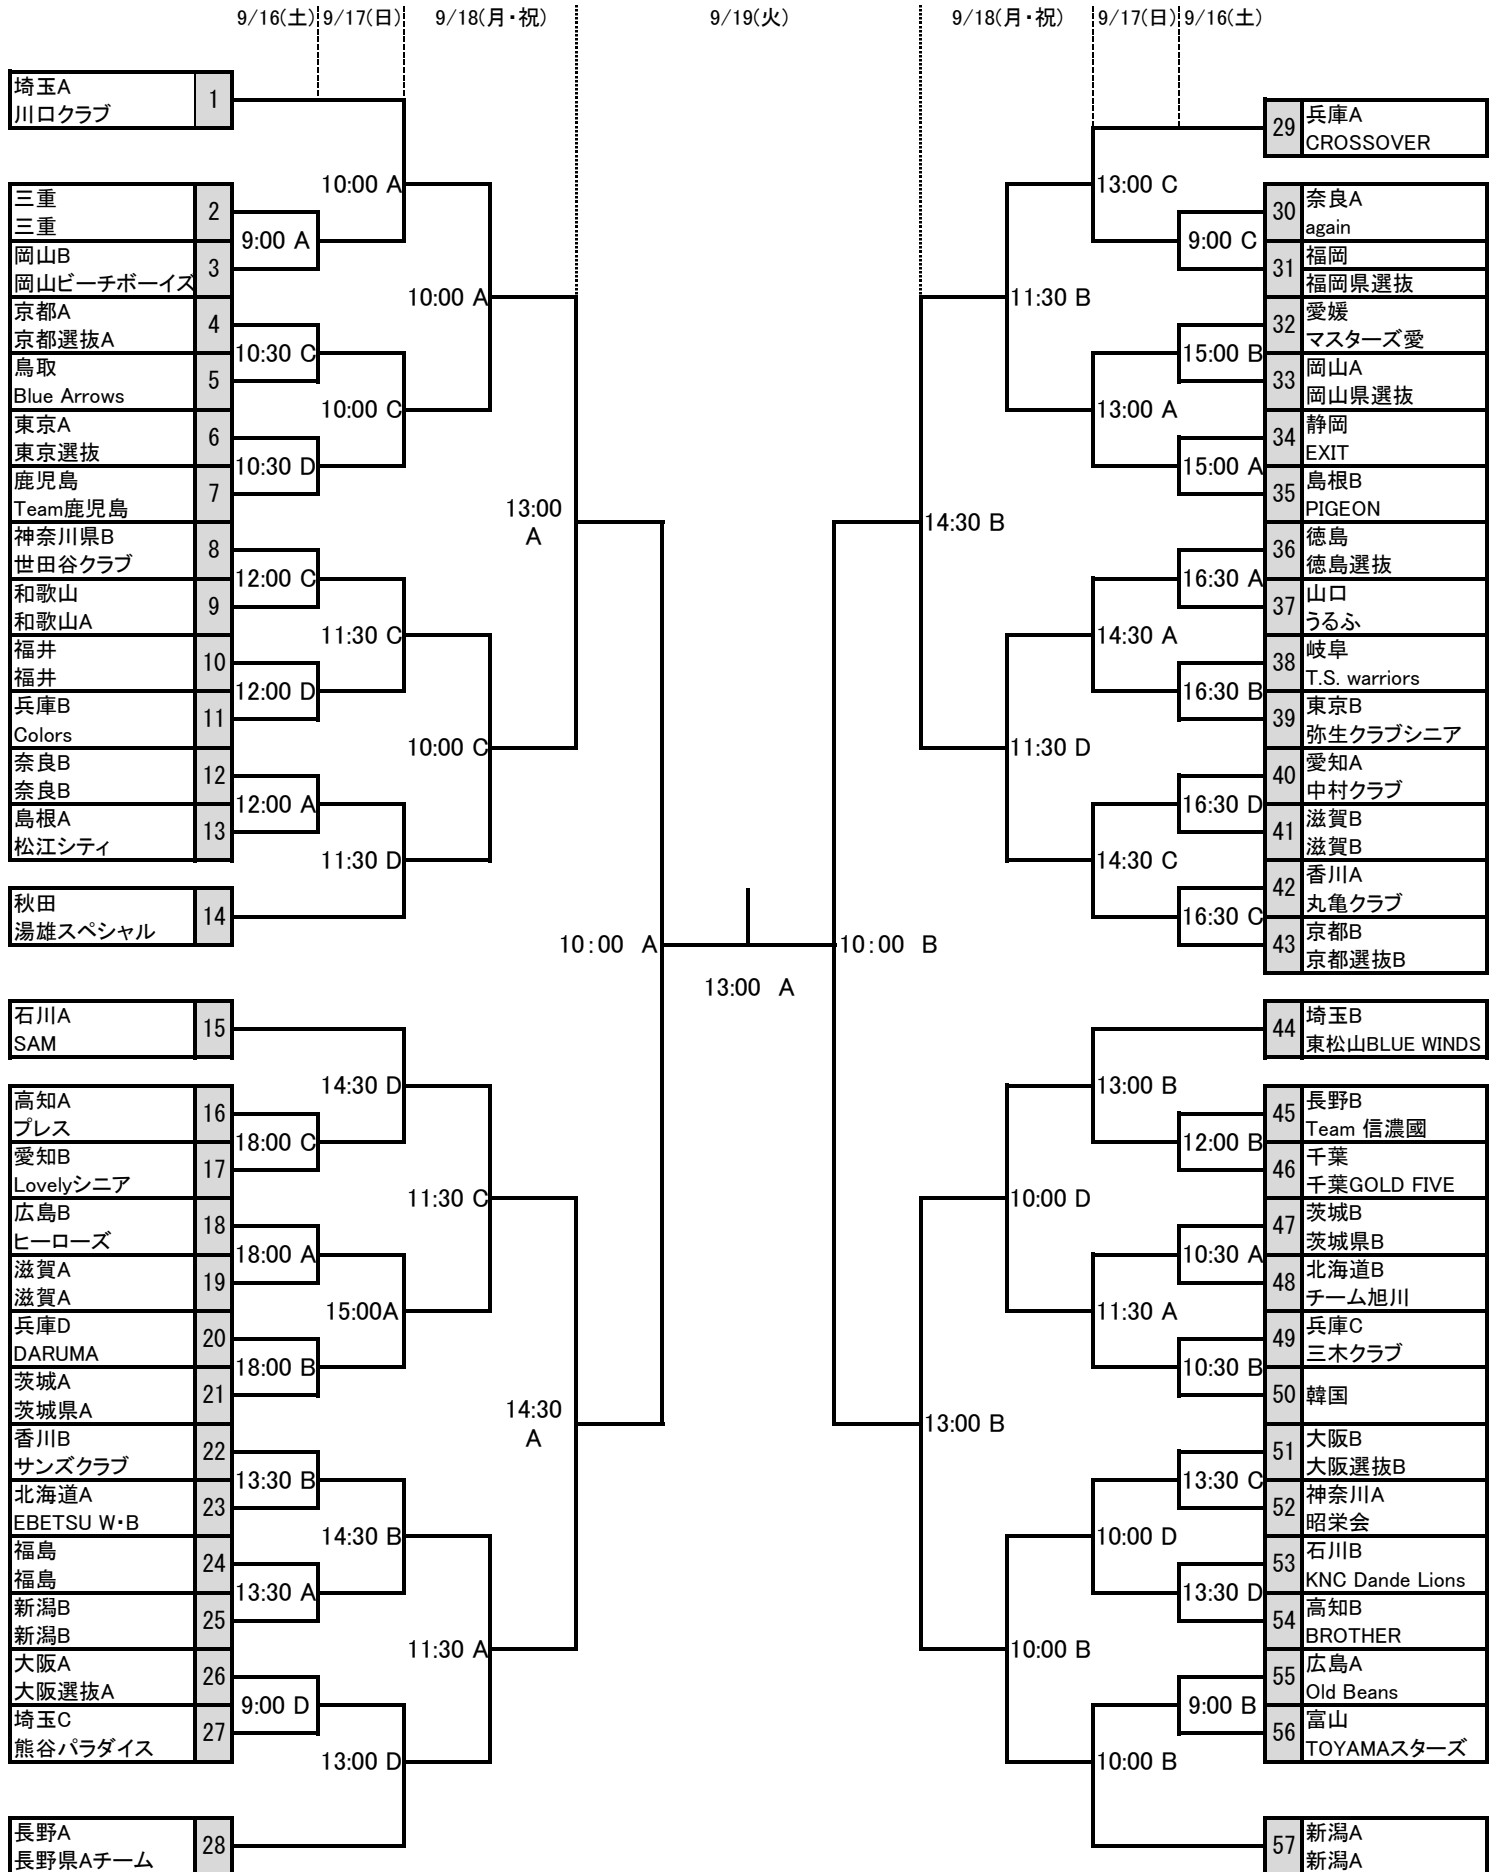 9/16(土) 9/17(日) 9/18(月・祝) 9/19(火) 9/18(月・祝) 9/17(日) 9/16(土)
埼玉A
川口クラブ
1
三重
三重
2
岡山B
岡山ビーチボーイズ
3
京都A
京都選抜A
4
鳥取
Blue Arrows
5
東京A
東京選抜
6
鹿児島
Team鹿児島
7
神奈川県B
世田谷クラブ
8
和歌山
和歌山A
9
福井
福井
10
兵庫B
Colors
11
奈良B
奈良B
12
島根A
松江シティ
13
秋田
湯雄スペシャル
14
石川A
SAM
15
高知A
プレス
16
愛知B
Lovelyシニア
17
広島B
ヒーローズ
18
滋賀A
滋賀A
19
兵庫D
DARUMA
20
茨城A
茨城県A
21
香川B
サンズクラブ
22
北海道A
EBETSU W・B
23
福島
福島
24
新潟B
新潟B
25
大阪A
大阪選抜A
26
埼玉C
熊谷パラダイス
27
長野A
長野県Aチーム
28
9:00 A
10:30 C
10:30 D
12:00 C
12:00 D
12:00 A
18:00 C
18:00 A
18:00 B
13:30 B
13:30 A
9:00 D
10:00 A
10:00 C
11:30 C
11:30 D
14:30 D
15:00A
14:30 B
13:00 D
10:00 A
10:00 C
11:30 C
11:30 A
13:00
A
14:30
A
10:00 A
13:00 A
10:00 B
14:30 B
13:00 B
11:30 B
11:30 D
10:00 D
10:00 B
13:00 C
13:00 A
14:30 A
14:30 C
13:00 B
11:30 A
10:00 D
10:00 B
9:00 C
15:00 B
15:00 A
16:30 A
16:30 B
16:30 D
16:30 C
12:00 B
10:30 A
10:30 B
13:30 C
13:30 D
9:00 B
29
兵庫A
CROSSOVER
30
奈良A
again
31
福岡
福岡県選抜
32
愛媛
マスターズ愛
33
岡山A
岡山県選抜
34
静岡
EXIT
35
島根B
PIGEON
36
徳島
徳島選抜
37
山口
うるふ
38
岐阜
T.S. warriors
39
東京B
弥生クラブシニア
40
愛知A
中村クラブ
41
滋賀B
滋賀B
42
香川A
丸亀クラブ
43
京都B
京都選抜B
44
埼玉B
東松山BLUE WINDS
45
長野B
Team 信濃國
46
千葉
千葉GOLD FIVE
47
茨城B
茨城県B
48
北海道B
チーム旭川
49
兵庫C
三木クラブ
50
韓国
51
大阪B
大阪選抜B
52
神奈川A
昭栄会
53
石川B
KNC Dande Lions
54
高知B
BROTHER
55
広島A
Old Beans
56
富山
TOYAMAスターズ
57
新潟A
新潟A